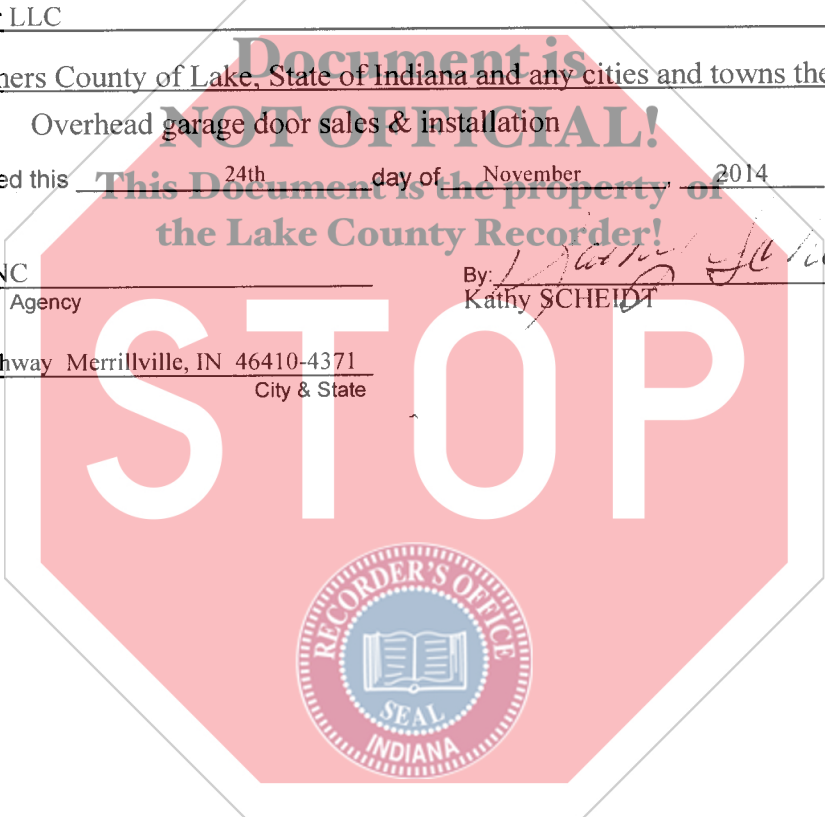 LLC
Document is
ners County of Lake, State of Indiana and any cities and towns the
NOT OFFICIAL!
Overhead garage door sales & installation
ed this 24th day of November, 2014
This Document is the property of
the Lake County Recorder!
NC
By:
Agency
Kathy SCHEIDT
hway Merrillville, IN 46410-4371
City & State
STOP
RECORDER'S OFFICE
SEAL
INDIANA